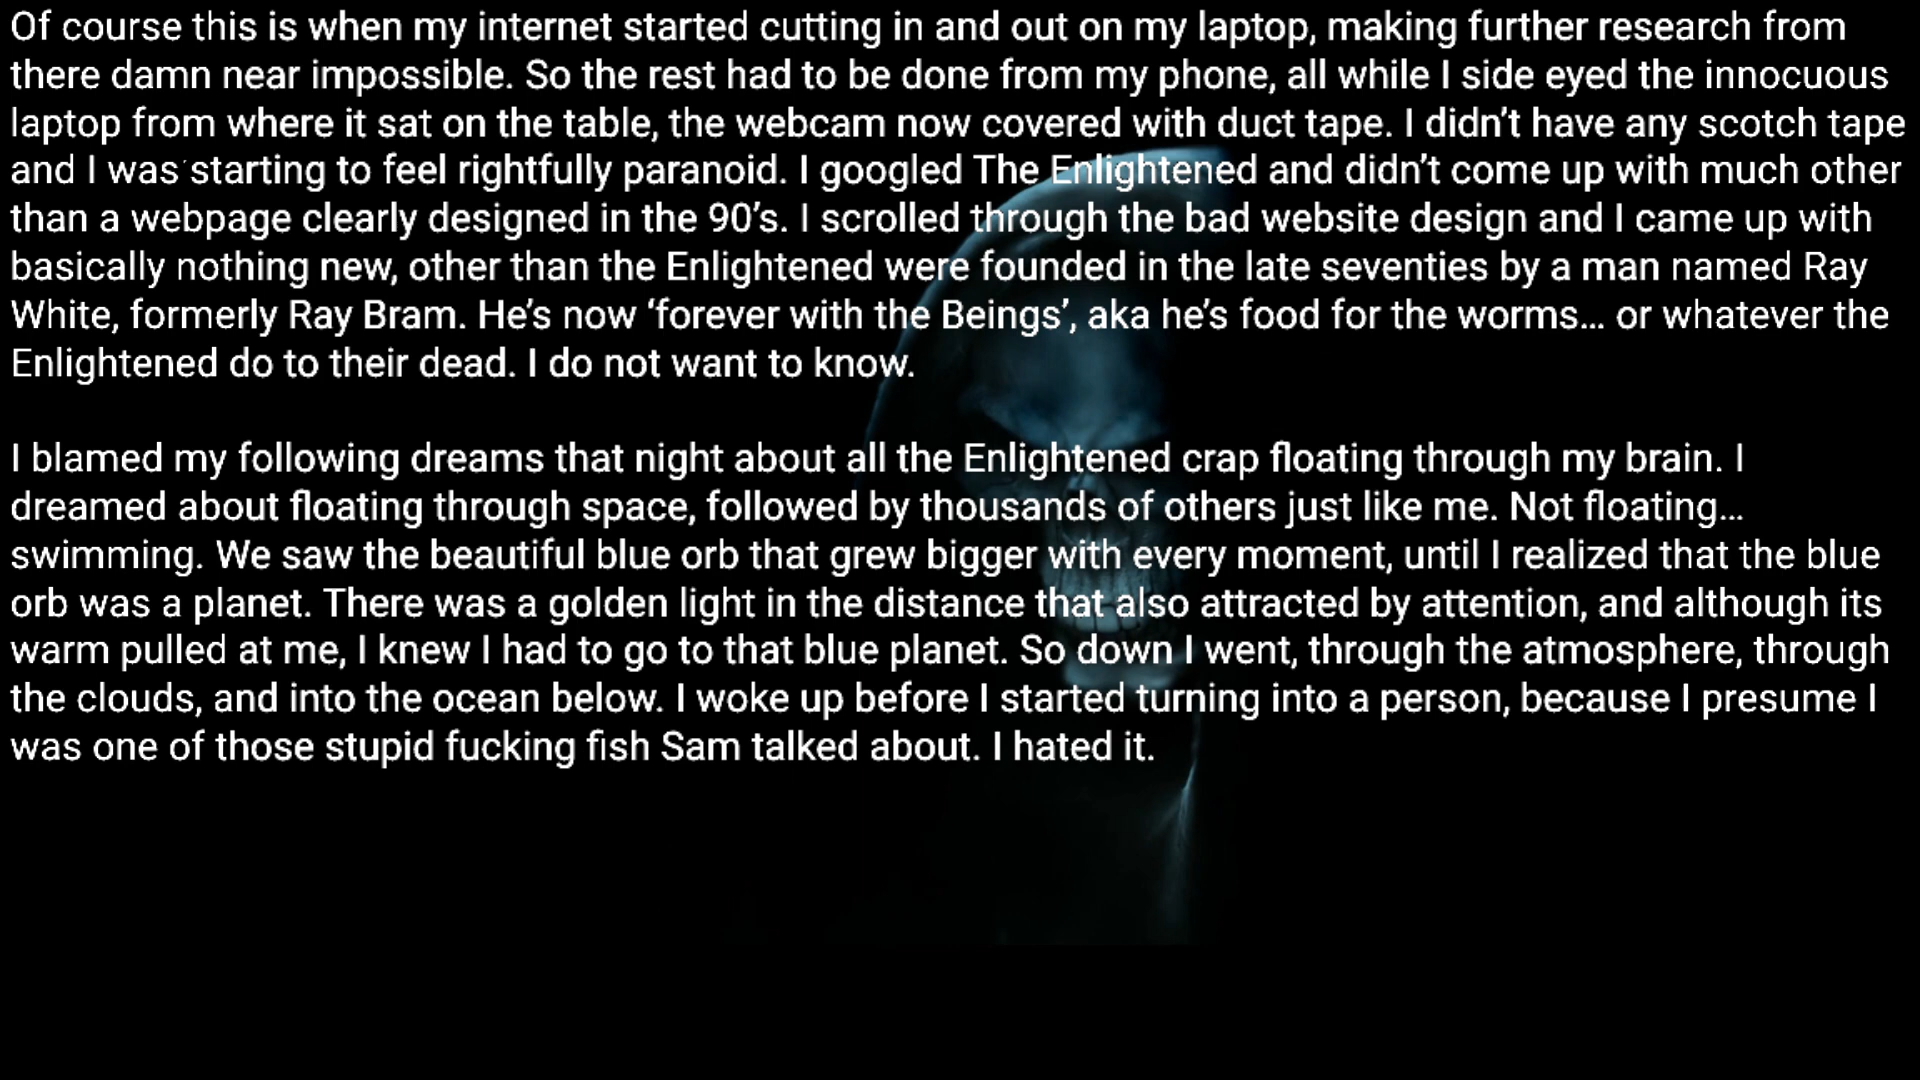 Of course this is when my internet started cutting in and out on my laptop, making further research from
there damn near impossible. So the rest had to be done from my phone, all while I side eyed the innocuous
laptop from where it sat on the table, the webcam now covered with duct tape. I didn’t have any scotch tape
and I was starting to feel rightfully paranoid. I googled The Enlightened and didn’t come up with much other
than a webpage clearly designed in the 90’s. I scrolled through the bad website design and I came up with
basically nothing new, other than the Enlightened were founded in the late seventies by a man named Ray
White, formerly Ray Bram. He’s now ‘forever with the Beings’, aka he’s food for the worms… or whatever the
Enlightened do to their dead. I do not want to know.
I blamed my following dreams that night about all the Enlightened crap floating through my brain. I
dreamed about floating through space, followed by thousands of others just like me. Not floating…
swimming. We saw the beautiful blue orb that grew bigger with every moment, until I realized that the blue
orb was a planet. There was a golden light in the distance that also attracted by attention, and although its
warm pulled at me, I knew I had to go to that blue planet. So down I went, through the atmosphere, through
the clouds, and into the ocean below. I woke up before I started turning into a person, because I presume I
was one of those stupid fucking fish Sam talked about. I hated it.